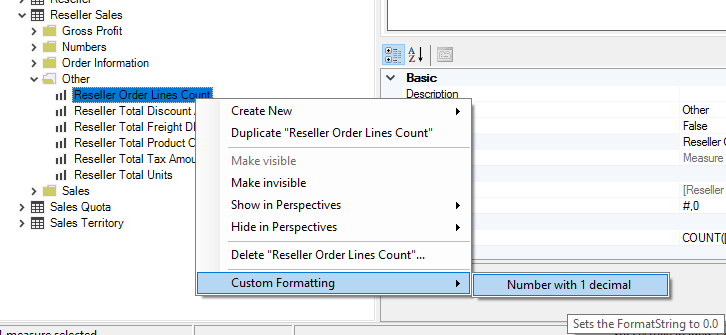 Reseller Sales
Gross Profit
Numbers
Order Information
Other
Reseller Order Lines Count
Reseller Total Discount
Reseller Total Freight
Reseller Total Product C
Reseller Total Tax Amou
Reseller Total Units
Sales
Sales Quota
Sales Territory
Create New
Duplicate "Reseller Order Lines Count"
Make visible
Make invisible
Show in Perspectives
Hide in Perspectives
Delete "Reseller Order Lines Count"...
Custom Formatting
Number with 1 decimal
Sets the FormatString to 0.0
Basic
Description
Other
False
Reseller O
Measure
[Reseller
#,0
COUNT([
1 measure selected